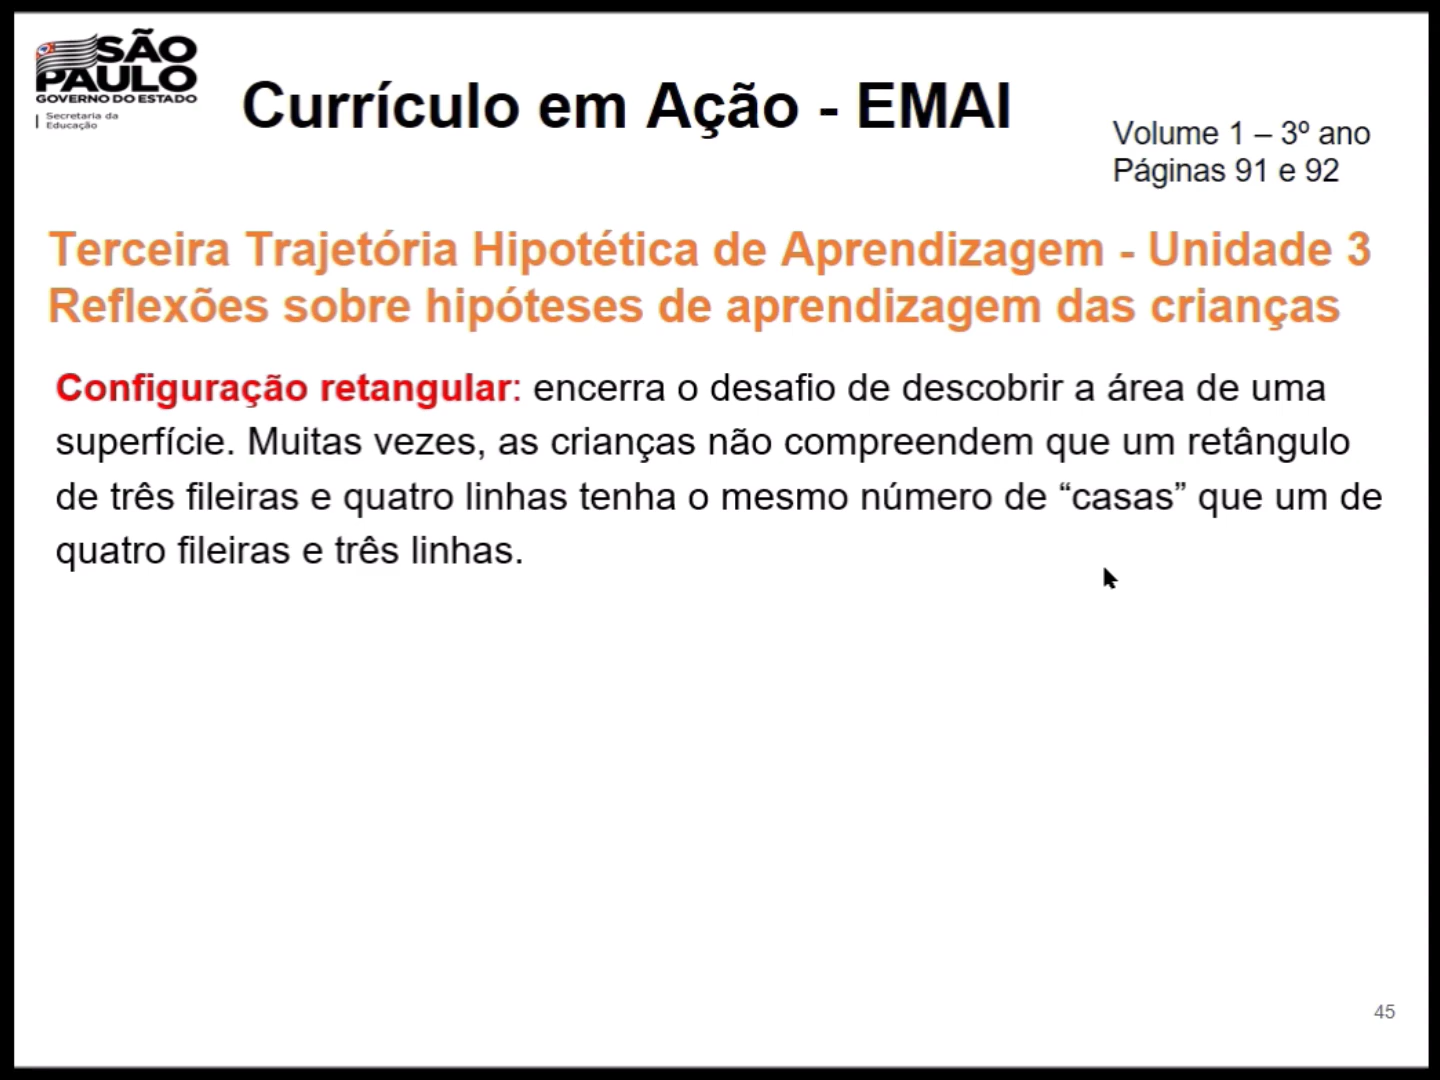 SÃO
PAULO
GOVERNO DO ESTADO
Secretaria da
Educação
Currículo em Ação - EMAI
Volume 1 – 3º ano
Páginas 91 e 92
Terceira Trajetória Hipotética de Aprendizagem - Unidade 3
Reflexões sobre hipóteses de aprendizagem das crianças
Configuração retangular: encerra o desafio de descobrir a área de uma
superfície. Muitas vezes, as crianças não compreendem que um retângulo
de três fileiras e quatro linhas tenha o mesmo número de “casas” que um de
quatro fileiras e três linhas.
45